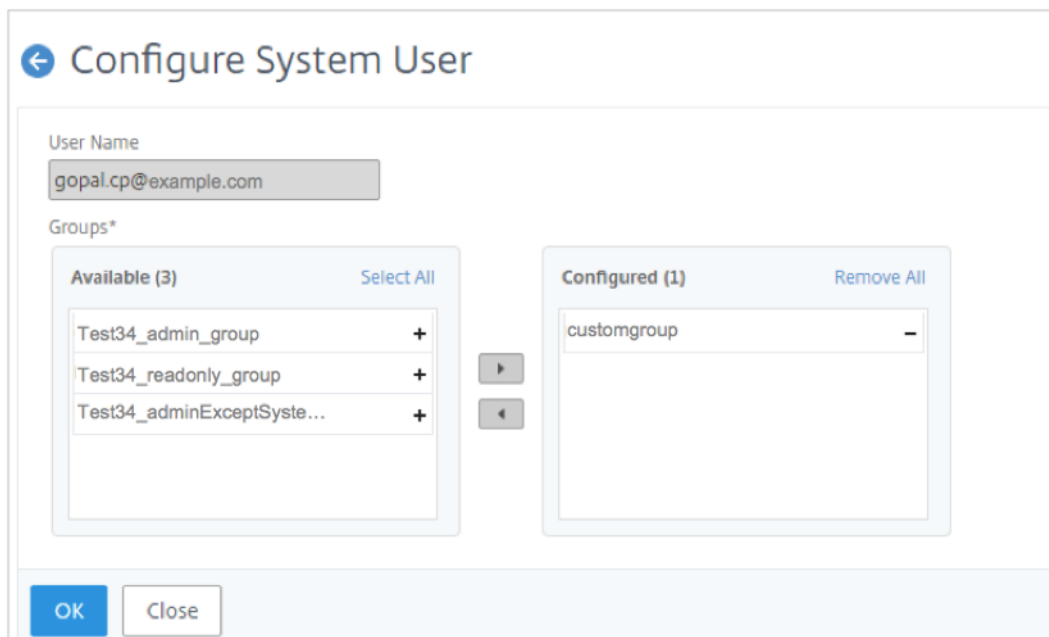 Configure System User
User Name
gopal.cp@example.com
Groups*
Available (3) Select All
Test34_admin_group +
Test34_readonly_group +
Test34_adminExceptSyste... +
Configured (1) Remove All
customgroup −
OK Close